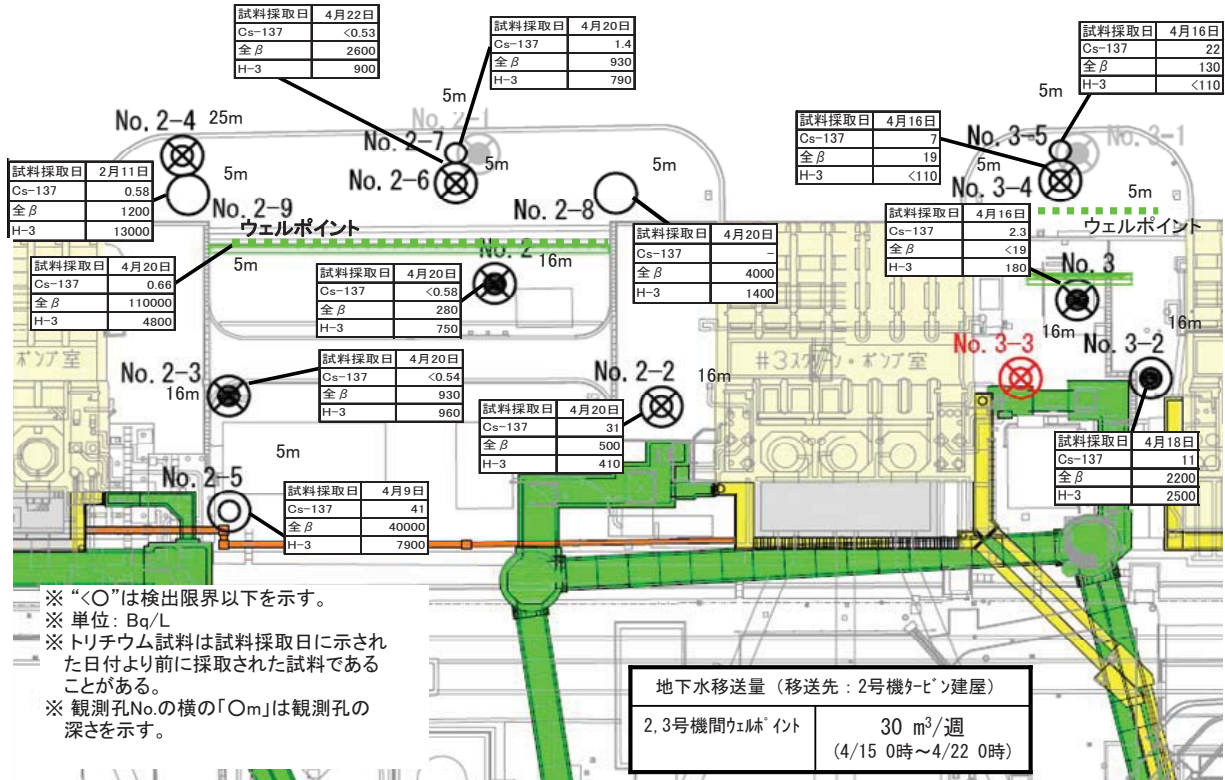 試料採取日 4月22日
Cs-137 <0.53
全β 2600
H-3 900
試料採取日 4月20日
Cs-137 1.4
全β 930
H-3 790
試料採取日 4月16日
Cs-137 22
全β 130
H-3 <110
5m
5m
No. 2-4 25m
No. 2-1
No. 2-7
5m
No. 2-6
5m
5m
試料採取日 4月16日
Cs-137 7
全β 19
H-3 <110
No. 3-5
No. 3-1
5m
No. 3-4
5m
試料採取日 2月11日
Cs-137 0.58
全β 1200
H-3 13000
No. 2-9
No. 2-8
ウェルポイント
5m
No. 2
16m
試料採取日 4月20日
Cs-137 -
全β 4000
H-3 1400
試料採取日 4月16日
Cs-137 2.3
全β <19
H-3 180
ウェルポイント
No. 3
16m
16m
試料採取日 4月20日
Cs-137 0.66
全β 110000
H-3 4800
試料採取日 4月20日
Cs-137 <0.58
全β 280
H-3 750
ポンプ室
No. 2-3
16m
試料採取日 4月20日
Cs-137 <0.54
全β 930
H-3 960
No. 2-2
16m
#3スクリーン・ポンプ室
No. 3-3
No. 3-2
試料採取日 4月20日
Cs-137 31
全β 500
H-3 410
試料採取日 4月18日
Cs-137 11
全β 2200
H-3 2500
5m
No. 2-5
試料採取日 4月9日
Cs-137 41
全β 40000
H-3 7900
※ “<〇”は検出限界以下を示す。
※ 単位: Bq/L
※ トリチウム試料は試料採取日に示され
た日付より前に採取された試料である
ことがある。
※ 観測孔No.の横の「〇m」は観測孔の
深さを示す。
地下水移送量（移送先：2号機タービン建屋）
2,3号機間ウェルポイント 30 m³/週
(4/15 0時～4/22 0時)